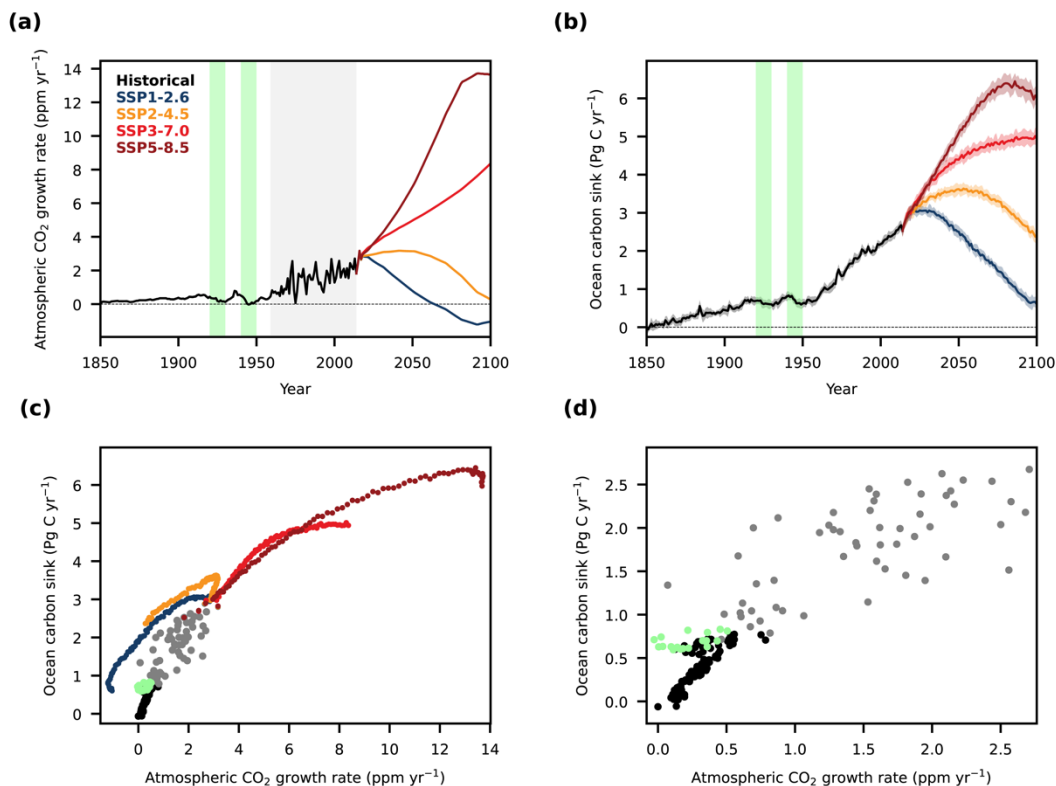 (a)
Atmospheric CO₂ growth rate (ppm yr⁻¹)
14
12
10
8
6
4
2
0
Historical
SSP1-2.6
SSP2-4.5
SSP3-7.0
SSP5-8.5
1850 1900 1950 2000 2050 2100
Year
(b)
Ocean carbon sink (Pg C yr⁻¹)
6
5
4
3
2
1
0
1850 1900 1950 2000 2050 2100
Year
(c)
Ocean carbon sink (Pg C yr⁻¹)
6
5
4
3
2
1
0
0 2 4 6 8 10 12 14
Atmospheric CO₂ growth rate (ppm yr⁻¹)
(d)
Ocean carbon sink (Pg C yr⁻¹)
2.5
2.0
1.5
1.0
0.5
0.0
0.0 0.5 1.0 1.5 2.0 2.5
Atmospheric CO₂ growth rate (ppm yr⁻¹)